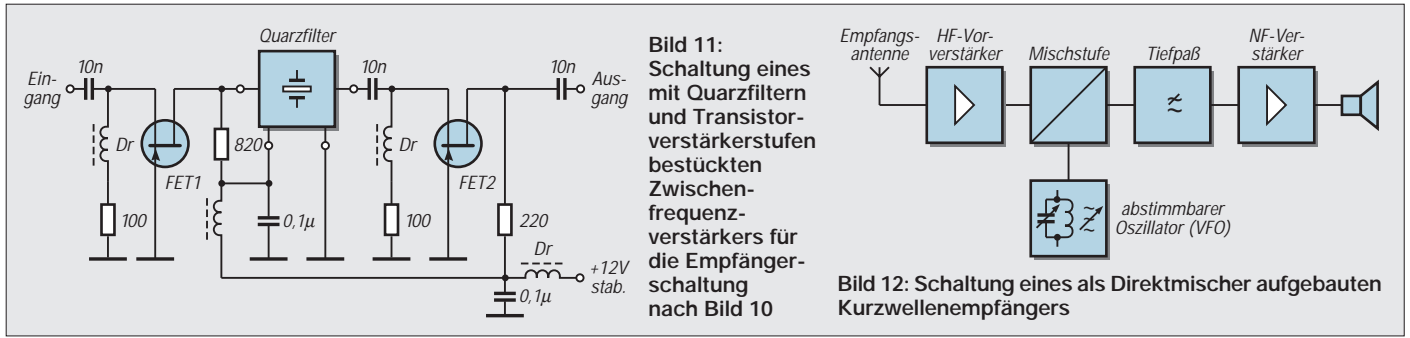 Quarzfilter
Ein-
gang
10n
10n
10n
Aus-
gang
Dr
FET1
820
Dr
FET2
100
0,1µ
100
220
Dr
+12V
stab.
0,1µ
Bild 11:
Schaltung eines
mit Quarzfiltern
und Transistor-
verstärkerstufen
bestückten
Zwischen-
frequenz-
verstärkers für
die Empfänger-
schaltung
nach Bild 10
Empfangs-
antenne
HF-Vor-
verstärker
Mischstufe
Tiefpaß
NF-Ver-
stärker
abstimmbarer
Oszillator (VFO)
Bild 12: Schaltung eines als Direktmischer aufgebauten
Kurzwellenempfängers